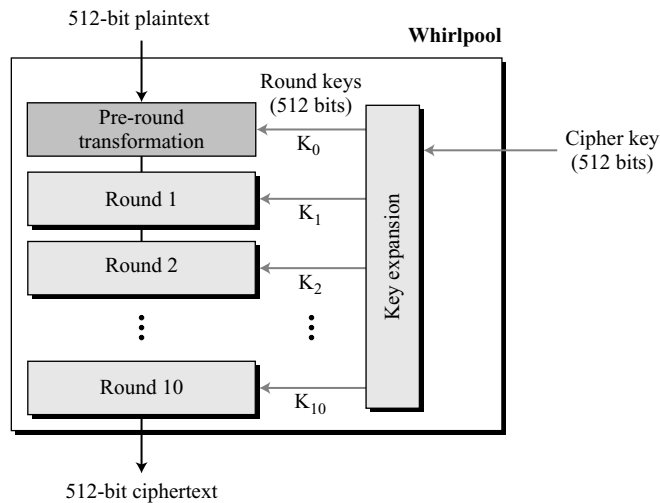 512-bit plaintext
Whirlpool
Round keys
(512 bits)
Pre-round
transformation
K0
Cipher key
(512 bits)
Round 1
K1
Key expansion
Round 2
K2
Round 10
K10
512-bit ciphertext